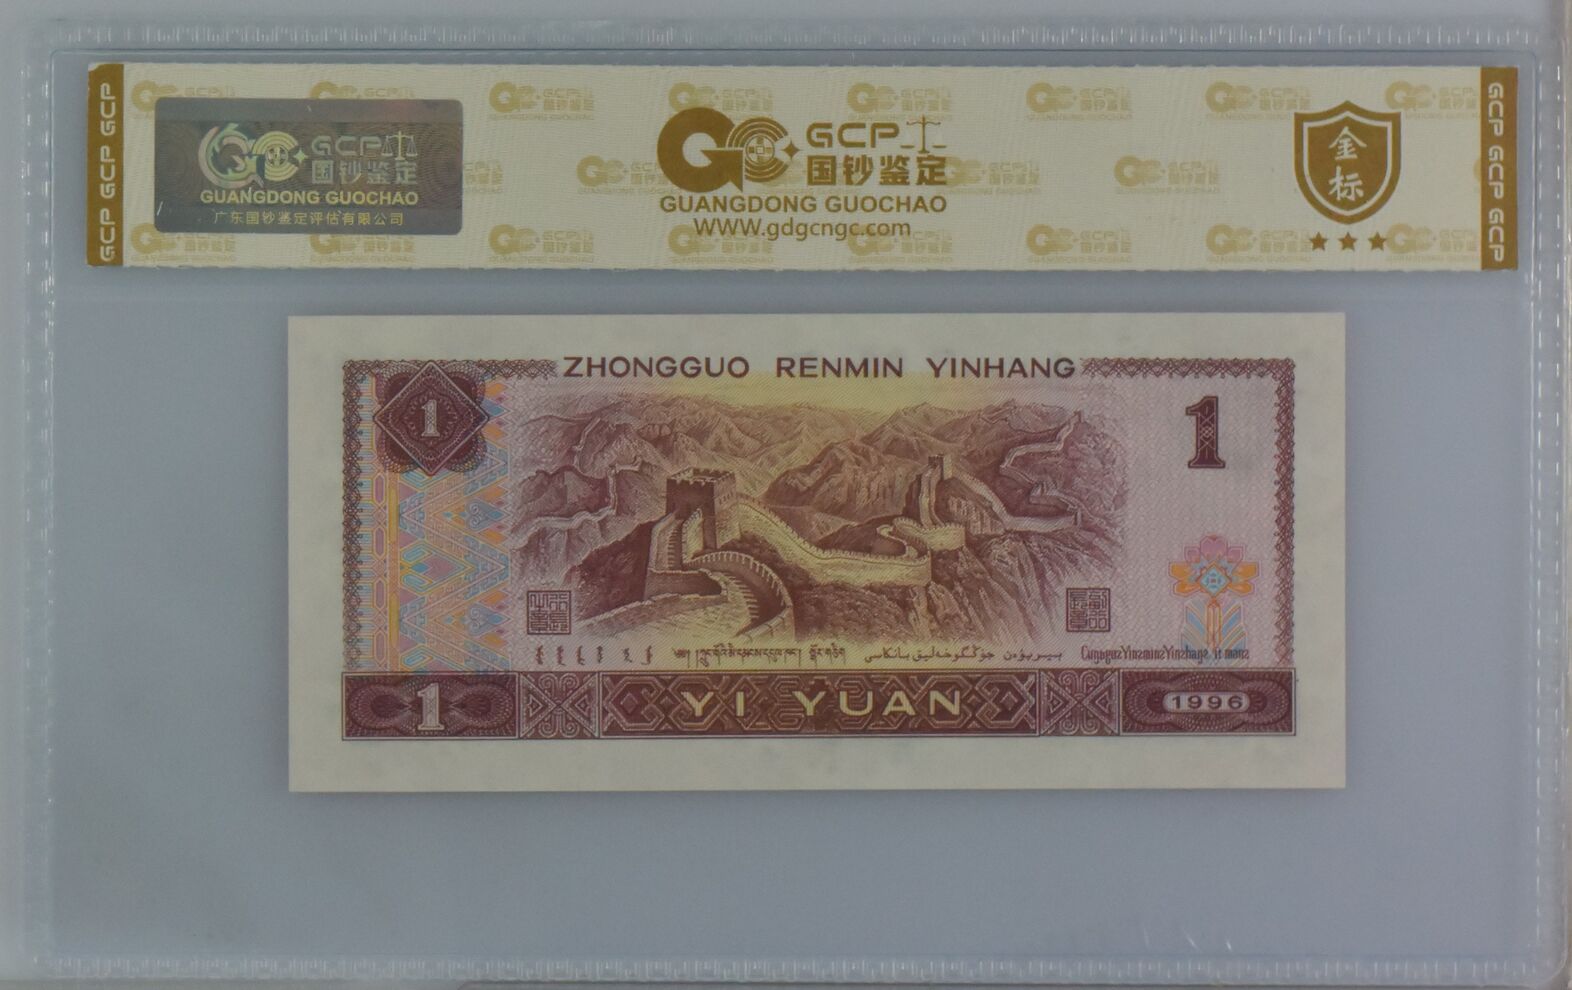 GCP GCP GCP
GCP
国钞鉴定
GUANGDONG GUOCHAO
广东国钞鉴定评估有限公司
GCP
国钞鉴定
GUANGDONG GUOCHAO
WWW.gdgcngc.com
金
标
GCP GCP GCP
ZHONGGUO RENMIN YINHANG
1
1
1
YI YUAN
1996